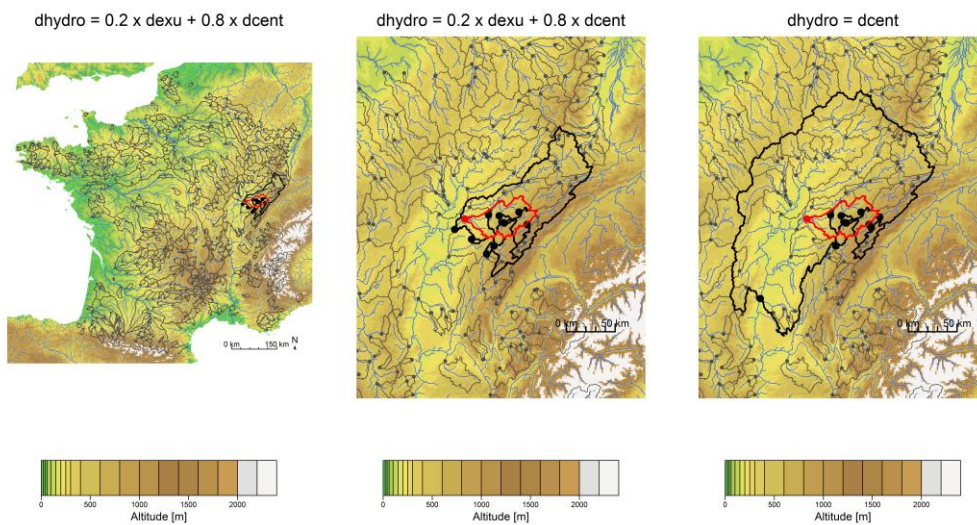 dhydro = 0.2 x dexu + 0.8 x dcent
dhydro = 0.2 x dexu + 0.8 x dcent
dhydro = dcent
0 km 150 km N
0 km 50 km
0 km 50 km
0 500 1000 1500 2000
Altitude [m]
0 500 1000 1500 2000
Altitude [m]
0 500 1000 1500 2000
Altitude [m]